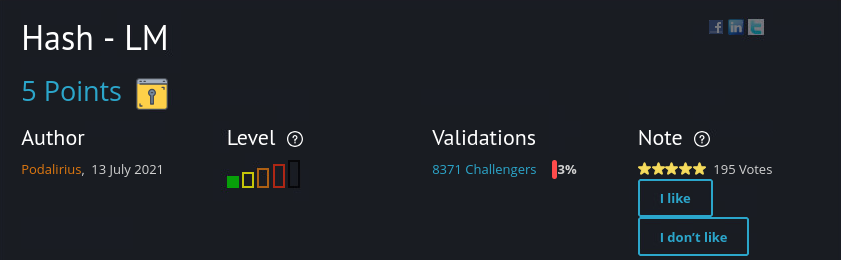 Hash - LM
5 Points
Author Level ? Validations Note ?
Podalirius, 13 July 2021 8371 Challengers 3% 195 Votes
I like
I don't like